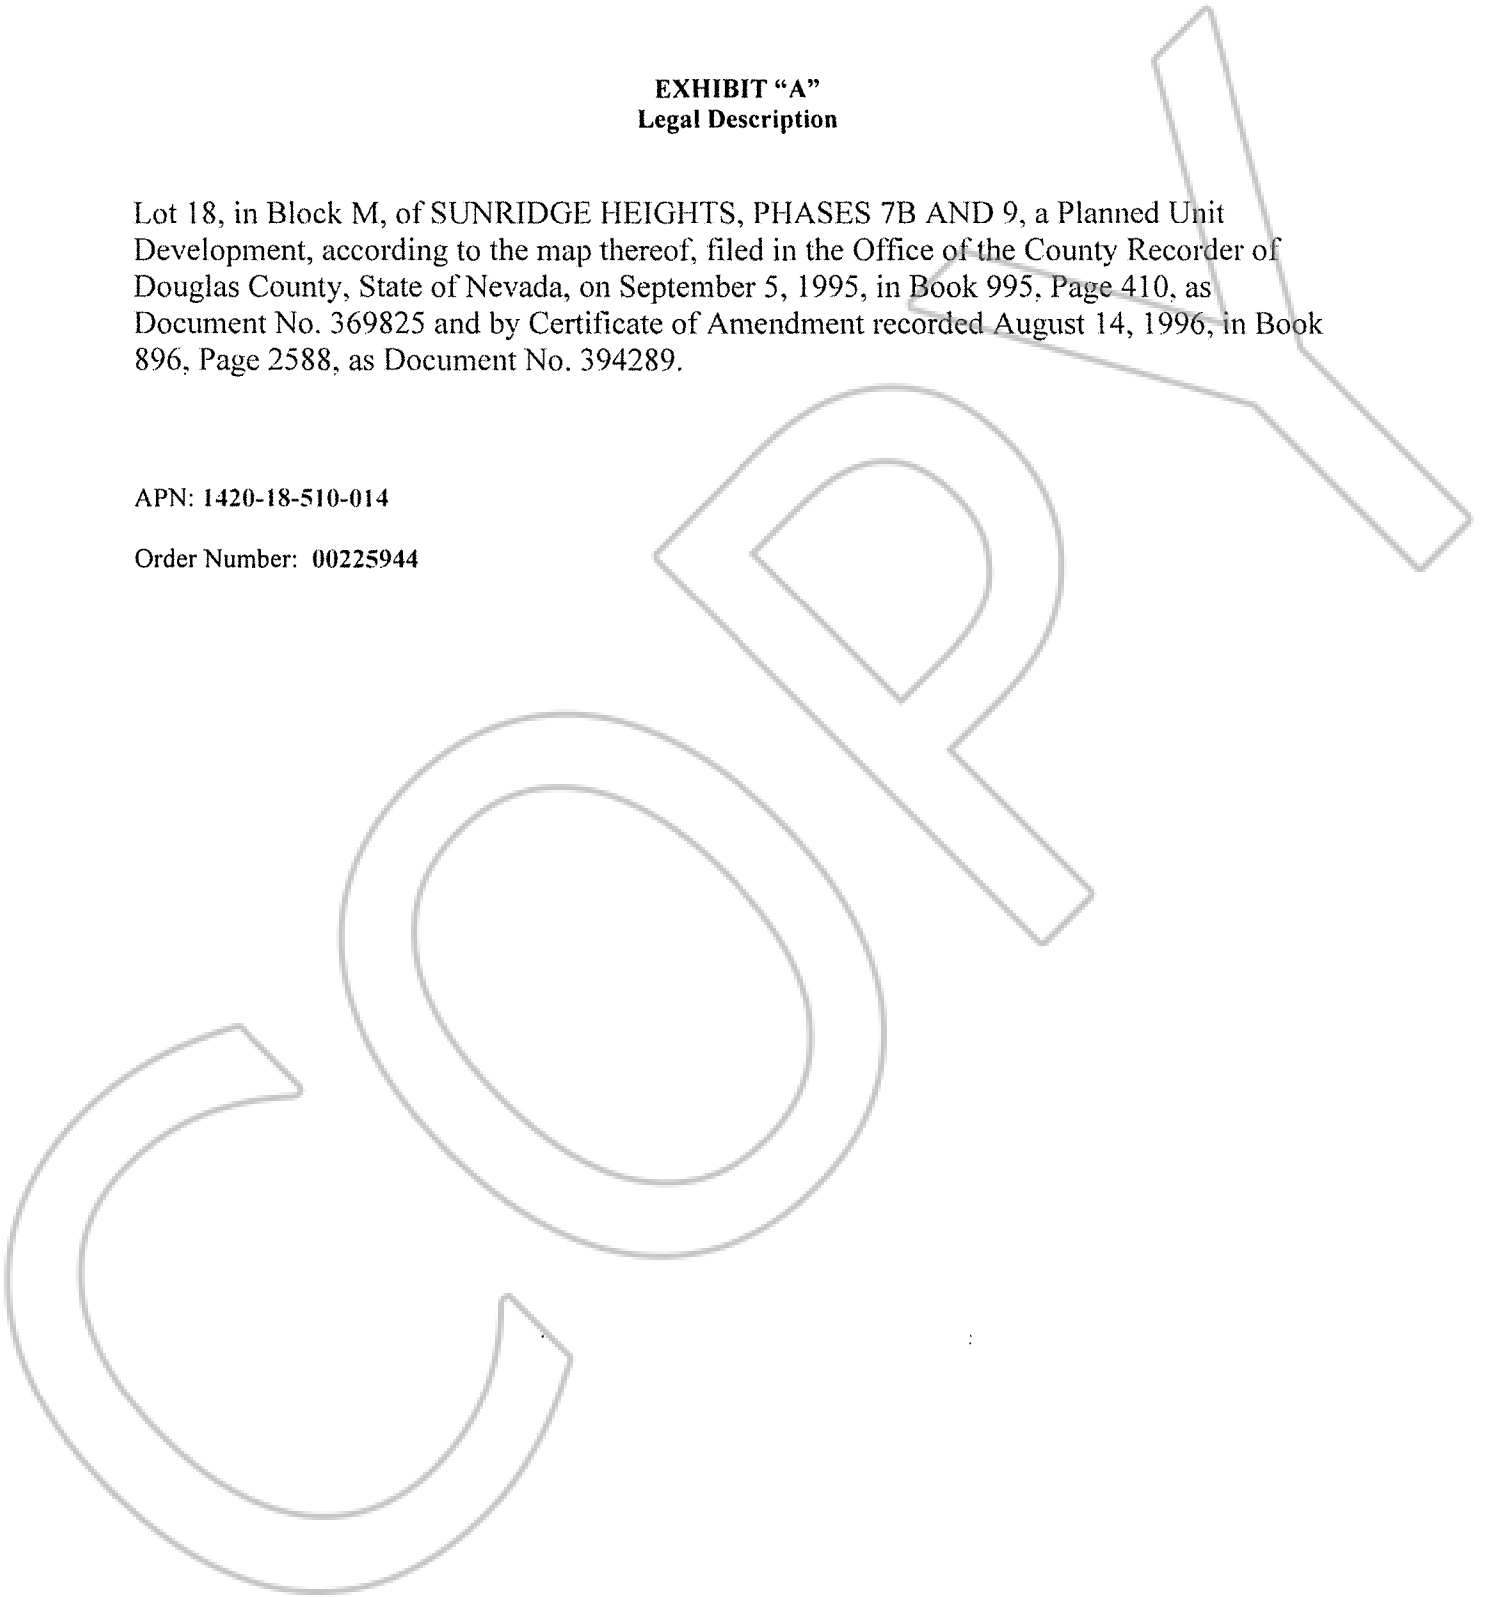 EXHIBIT “A”
Legal Description
Lot 18, in Block M, of SUNRIDGE HEIGHTS, PHASES 7B AND 9, a Planned Unit
Development, according to the map thereof, filed in the Office of the County Recorder of
Douglas County, State of Nevada, on September 5, 1995, in Book 995, Page 410, as
Document No. 369825 and by Certificate of Amendment recorded August 14, 1996, in Book
896, Page 2588, as Document No. 394289.
APN: 1420-18-510-014
Order Number: 00225944
COPY